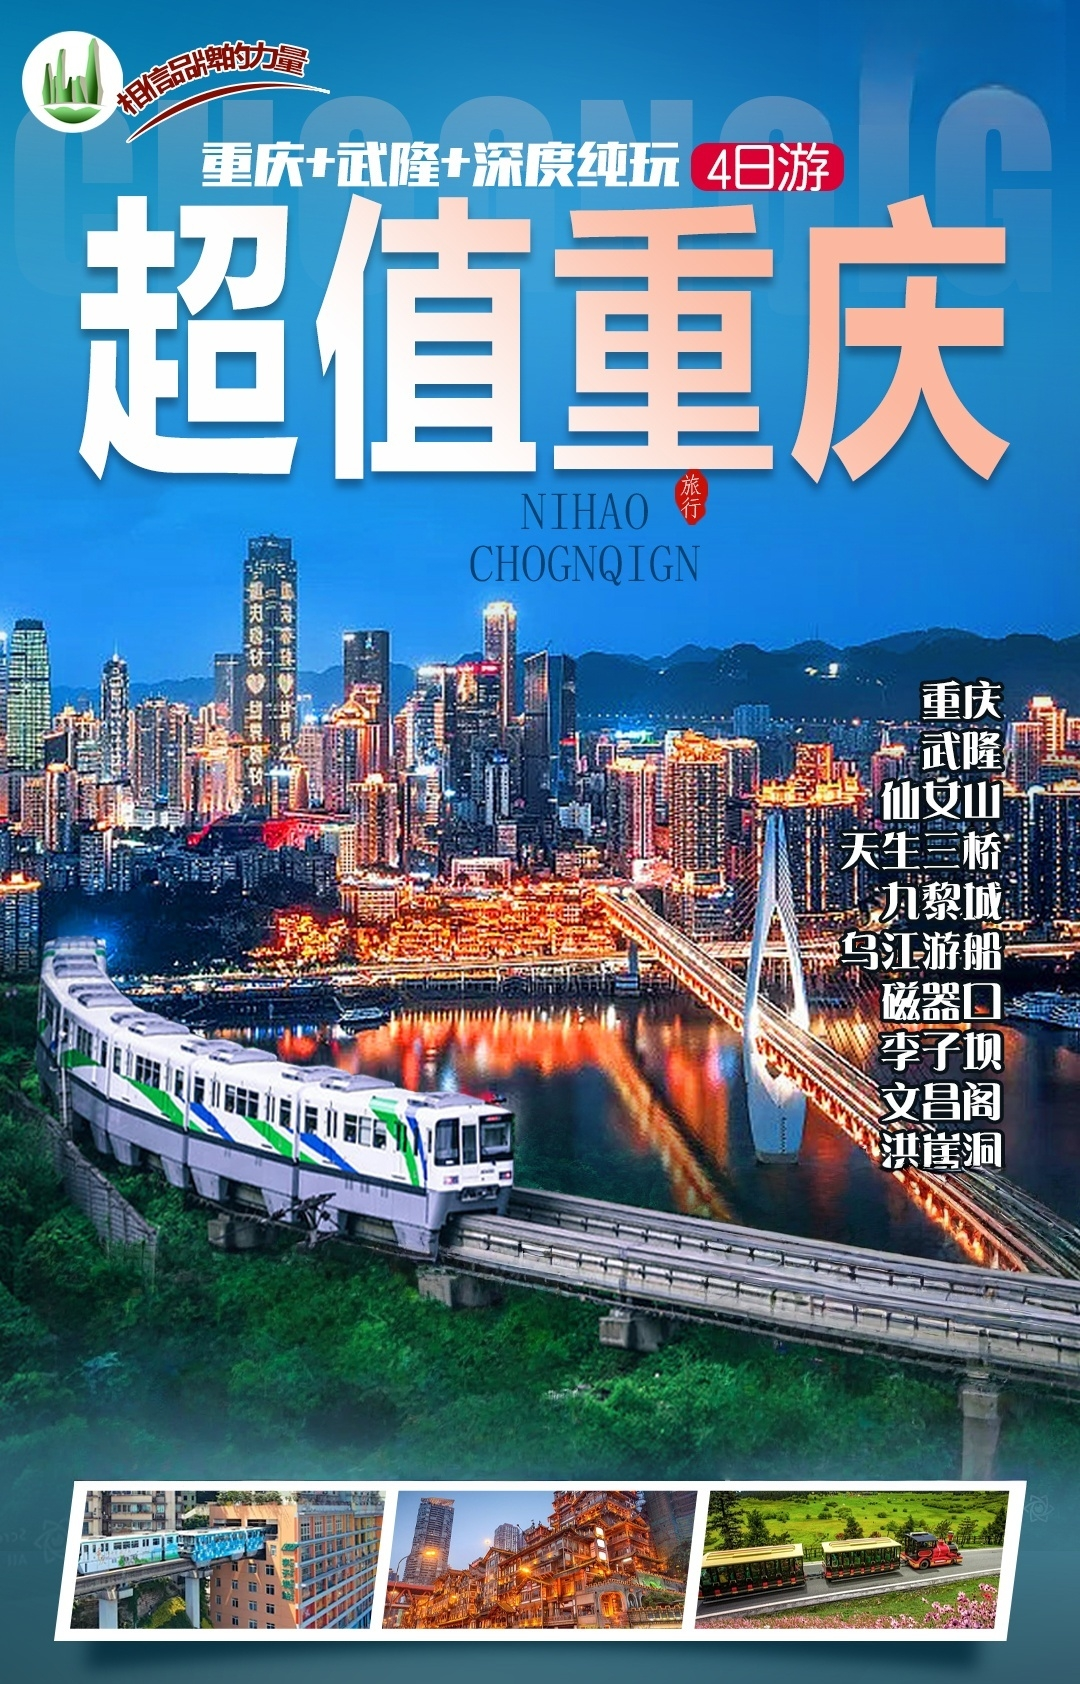 相信品牌的力量
重庆+武隆+深度纯玩 4日游
超值重庆
旅行
NIHAO
CHOGNQIGN
重庆
武隆
仙女山
天生三桥
九黎城
乌江游船
磁器口
李子坝
文昌阁
洪崖洞